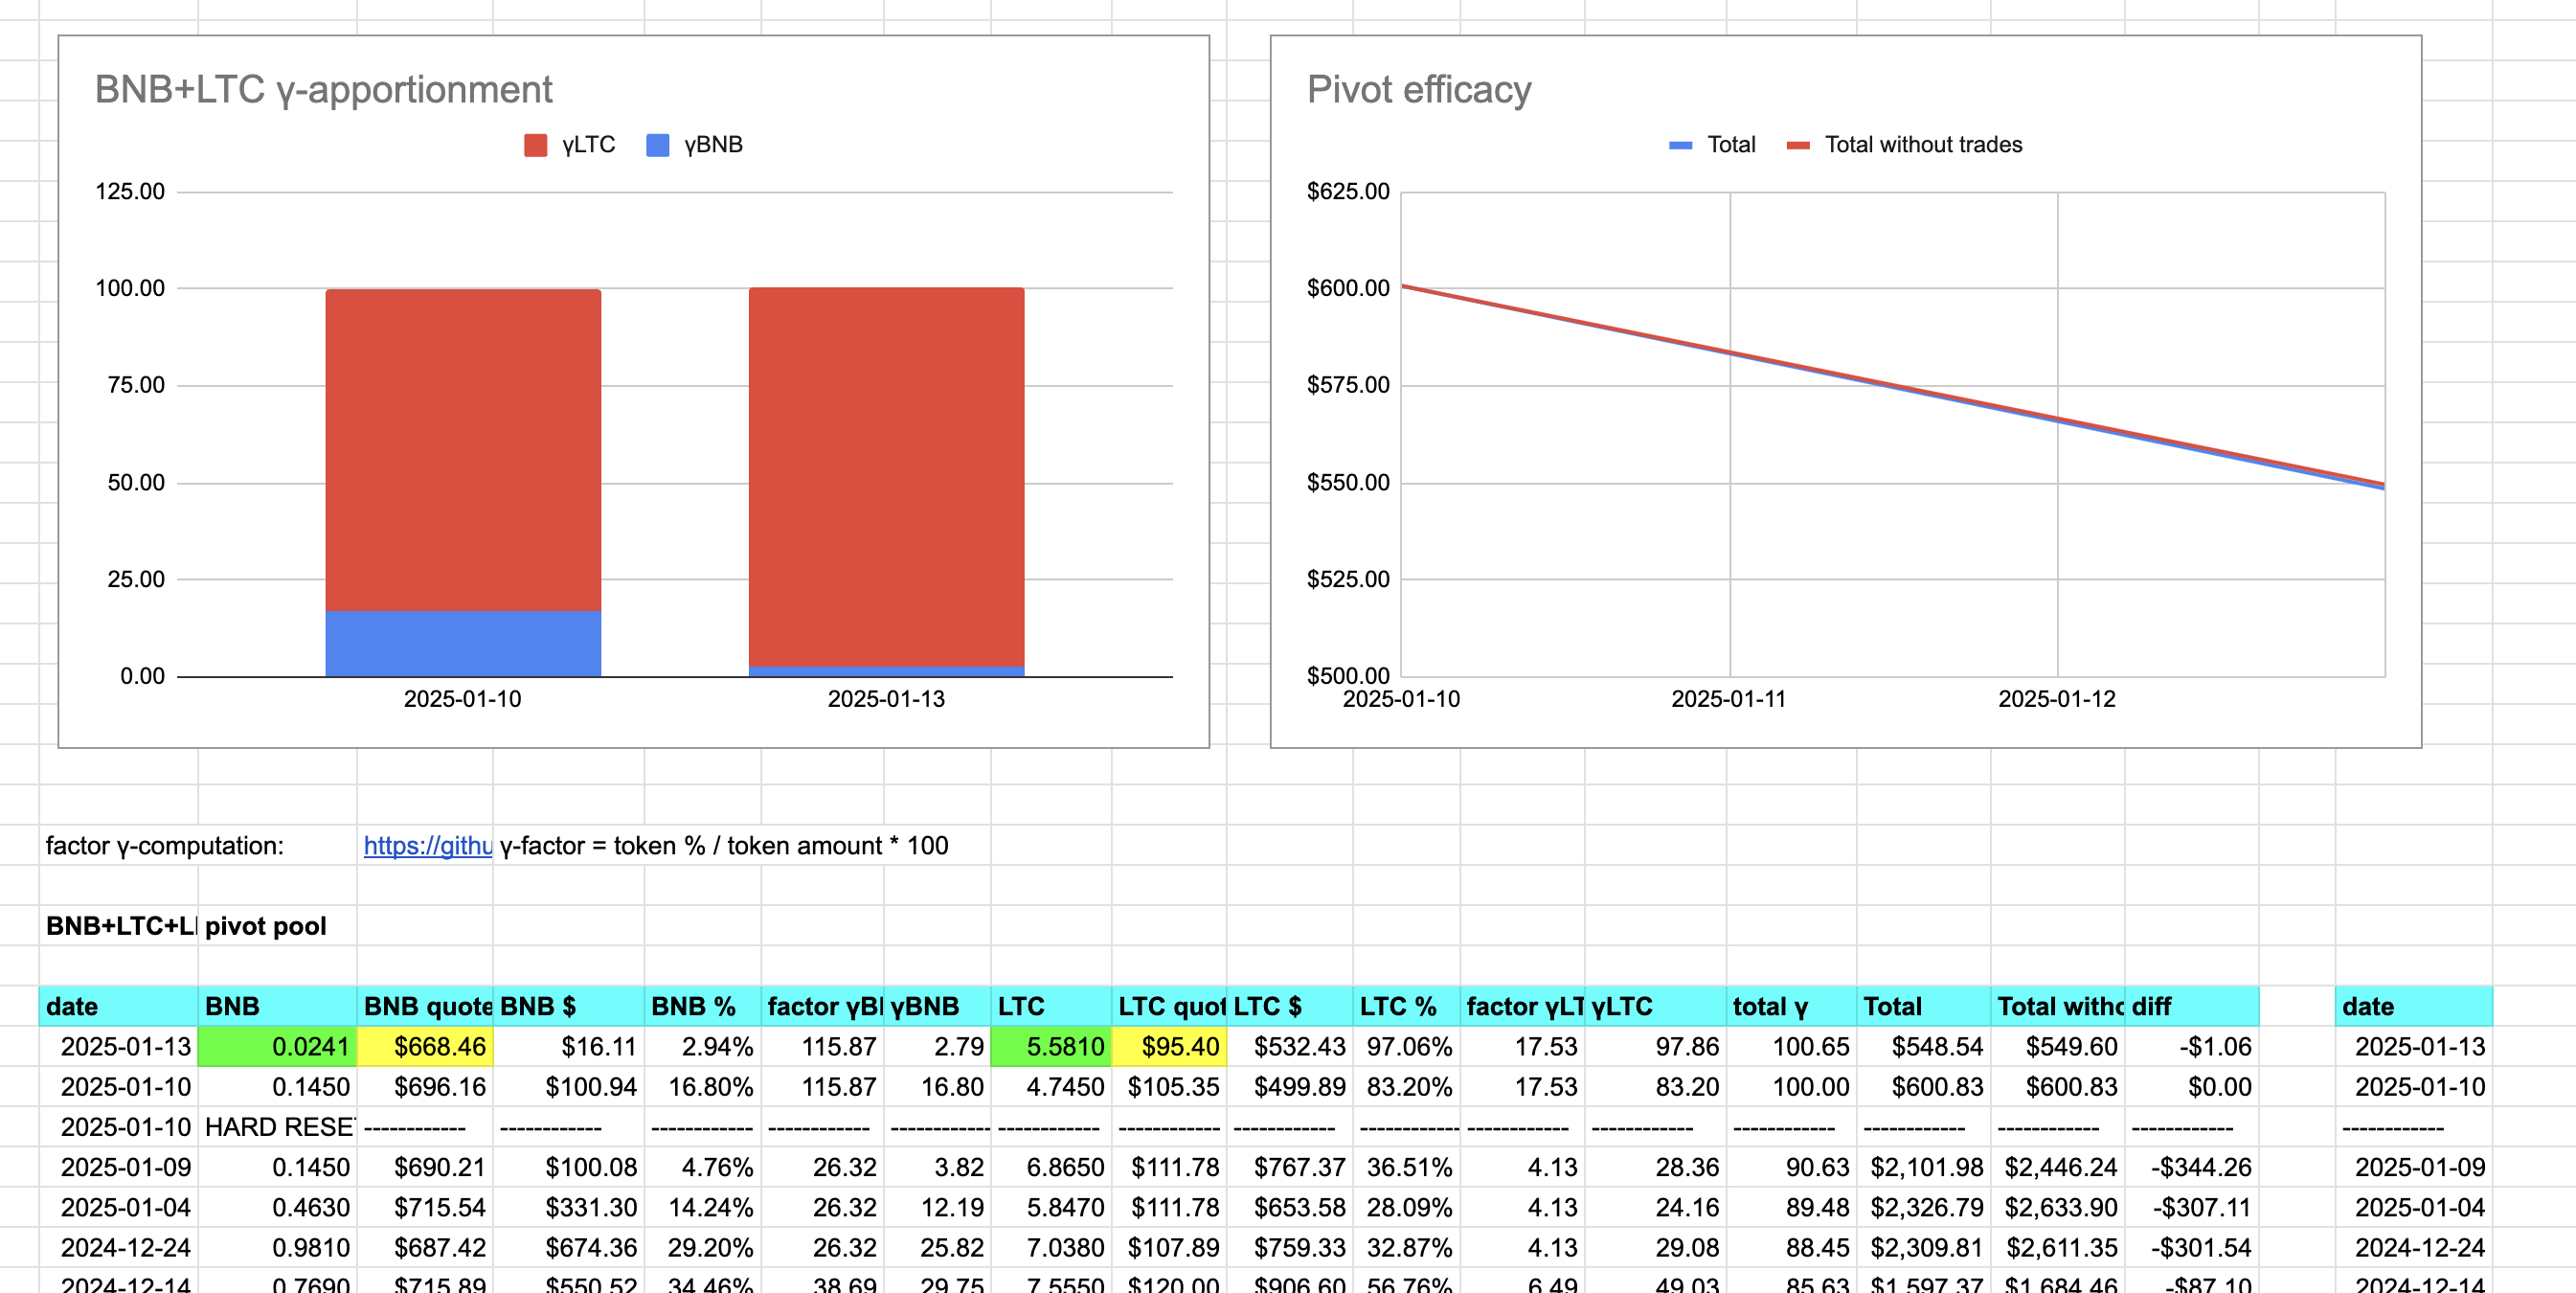 BNB+LTC γ-apportionment
γLTC γBNB
125.00
100.00
75.00
50.00
25.00
0.00
2025-01-10 2025-01-13
Pivot efficacy
Total Total without trades
$625.00
$600.00
$575.00
$550.00
$525.00
$500.00
2025-01-10 2025-01-11 2025-01-12
factor γ-computation: https://githu γ-factor = token % / token amount * 100
BNB+LTC+L pivot pool
date BNB BNB quote BNB $ BNB % factor γB γBNB LTC LTC quot LTC $ LTC % factor γLT γLTC total γ Total Total witho diff date
2025-01-13 0.0241 $668.46 $16.11 2.94% 115.87 2.79 5.5810 $95.40 $532.43 97.06% 17.53 97.86 100.65 $548.54 $549.60 -$1.06 2025-01-13
2025-01-10 0.1450 $696.16 $100.94 16.80% 115.87 16.80 4.7450 $105.35 $499.89 83.20% 17.53 83.20 100.00 $600.83 $600.83 $0.00 2025-01-10
2025-01-10 HARD RESET ------------ ------------ ------------ ------------ ------------ ------------ ------------ ------------ ------------ ------------ ------------ ------------ ------------ ------------ ------------ ------------
2025-01-09 0.1450 $690.21 $100.08 4.76% 26.32 3.82 6.8650 $111.78 $767.37 36.51% 4.13 28.36 90.63 $2,101.98 $2,446.24 -$344.26 2025-01-09
2025-01-04 0.4630 $715.54 $331.30 14.24% 26.32 12.19 5.8470 $111.78 $653.58 28.09% 4.13 24.16 89.48 $2,326.79 $2,633.90 -$307.11 2025-01-04
2024-12-24 0.9810 $687.42 $674.36 29.20% 26.32 25.82 7.0380 $107.89 $759.33 32.87% 4.13 29.08 88.45 $2,309.81 $2,611.35 -$301.54 2024-12-24
2024-12-14 0.7690 $715.89 $550.52 34.46% 38.69 29.75 7.5550 $120.00 $906.60 56.76% 6.49 49.03 85.63 $1,597.37 $1,684.46 -$87.10 2024-12-14